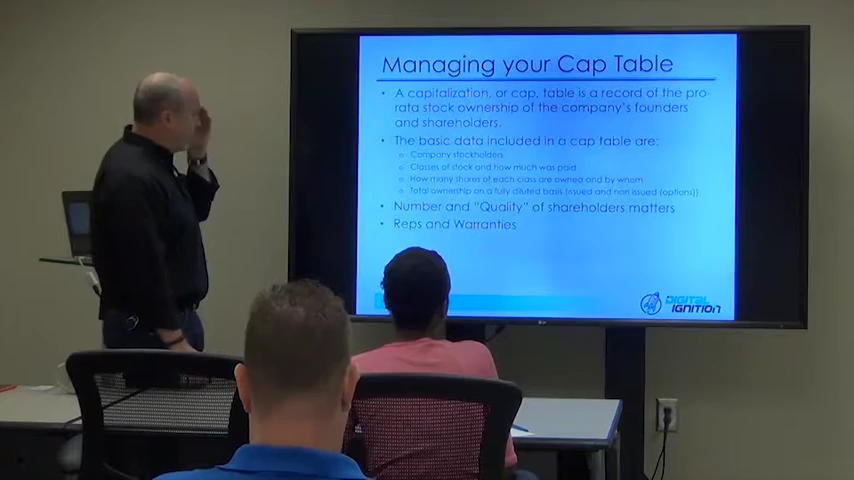 Managing your Cap Table
• A capitalization, or cap, table is a record of the pro-
rata stock ownership of the company's founders
and shareholders.
• The basic data included in a cap table are:
o Company stockholders
o Classes of stock and how much was paid
o How many shares of each class are owned and by whom
o Total ownership on a fully diluted basis (issued and non issued (options))
• Number and "Quality" of shareholders matters
• Reps and Warranties
DIGITAL
IGNITION
LG